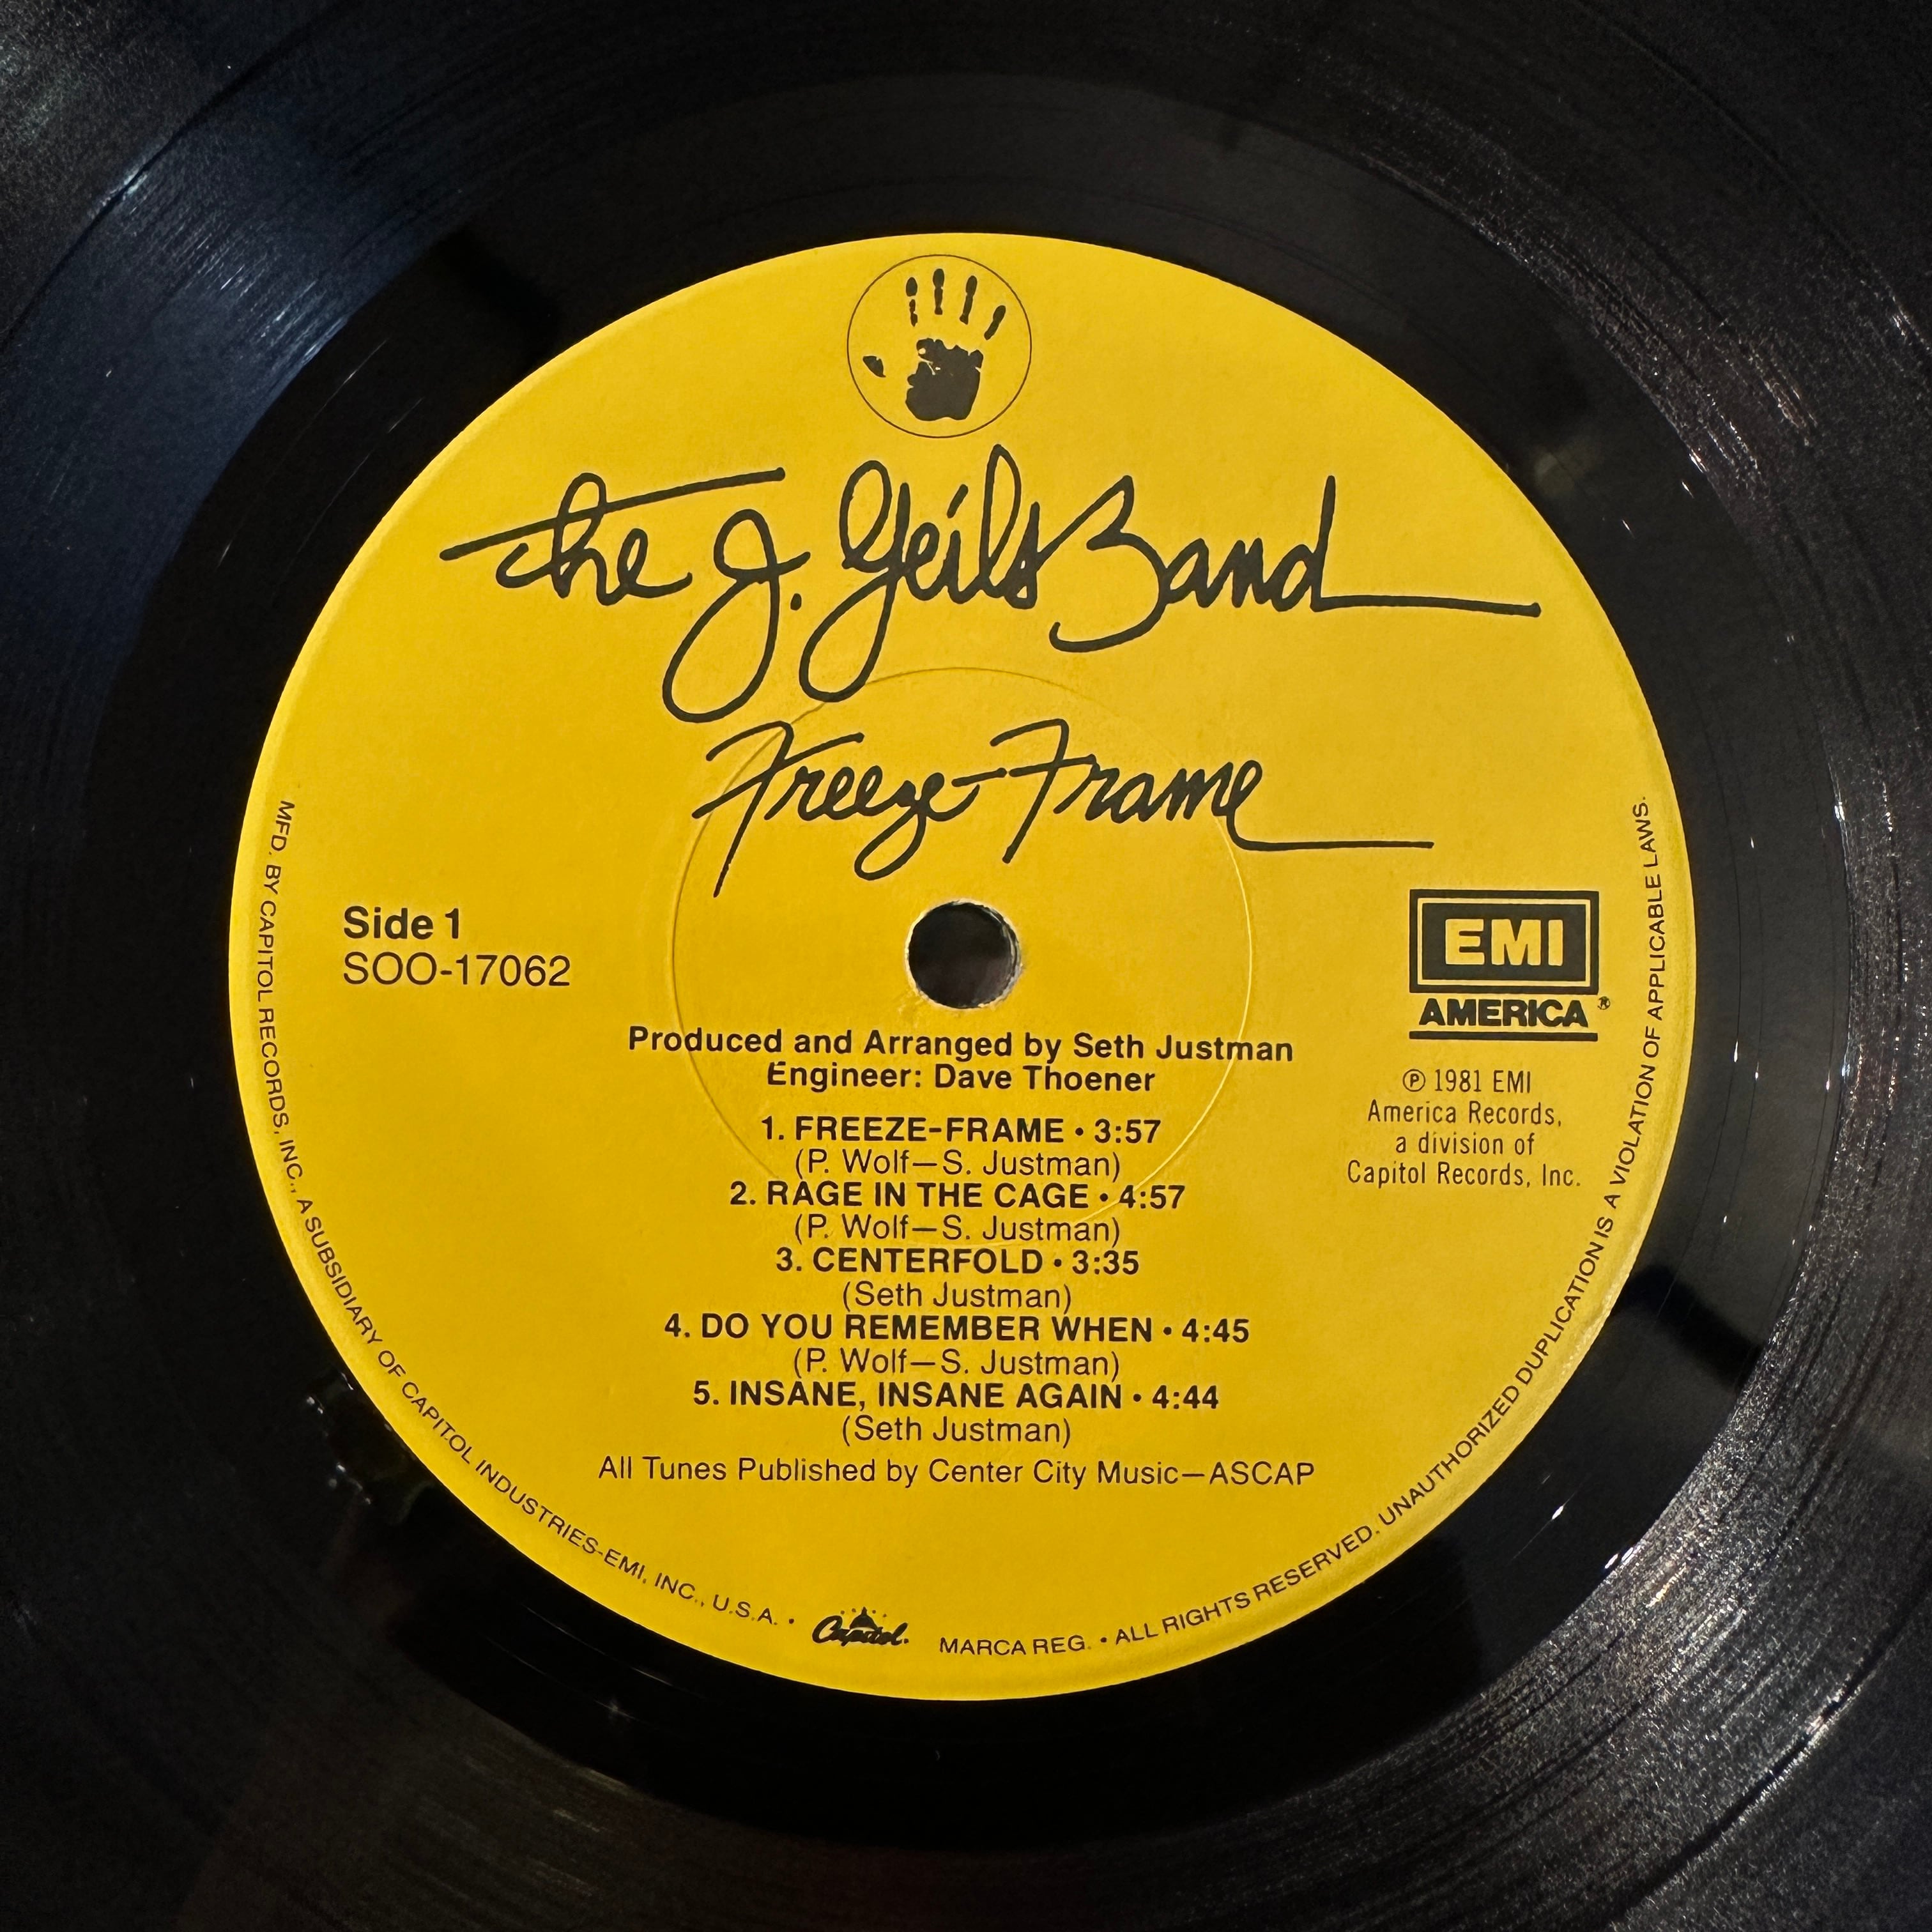 the J. Geils Band
Freeze-Frame
Side 1
SOO-17062
EMI
AMERICA®
℗ 1981 EMI
America Records,
a division of
Capitol Records, Inc.
Produced and Arranged by Seth Justman
Engineer: Dave Thoener
1. FREEZE-FRAME • 3:57
(P. Wolf—S. Justman)
2. RAGE IN THE CAGE • 4:57
(P. Wolf—S. Justman)
3. CENTERFOLD • 3:35
(Seth Justman)
4. DO YOU REMEMBER WHEN • 4:45
(P. Wolf—S. Justman)
5. INSANE, INSANE AGAIN • 4:44
(Seth Justman)
All Tunes Published by Center City Music—ASCAP
MFD. BY CAPITOL RECORDS, INC., A SUBSIDIARY OF CAPITOL INDUSTRIES-EMI, INC., U.S.A. • Capitol. MARCA REG. • ALL RIGHTS RESERVED. UNAUTHORIZED DUPLICATION IS A VIOLATION OF APPLICABLE LAWS.